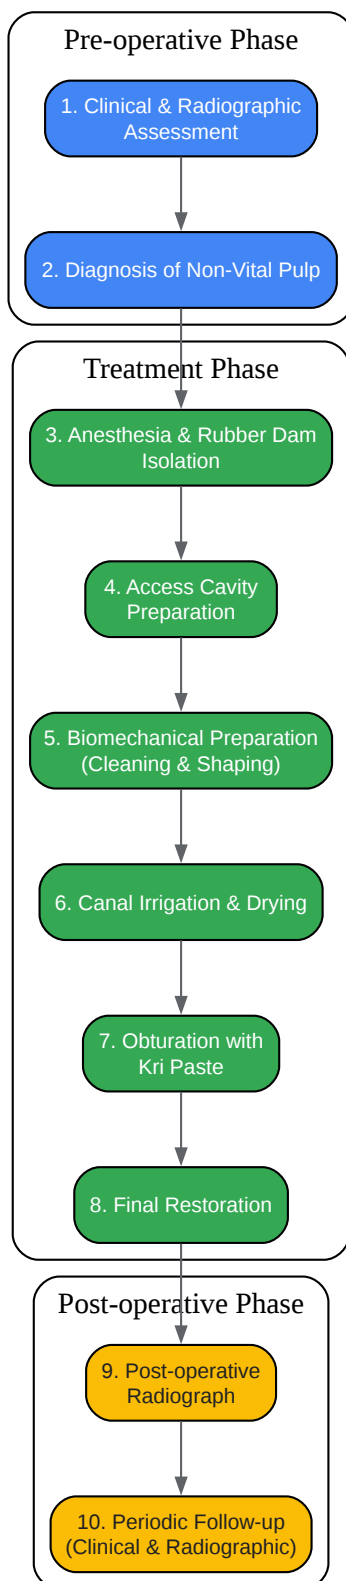 Pre-operative Phase
1. Clinical & Radiographic
Assessment
2. Diagnosis of Non-Vital Pulp
Treatment Phase
3. Anesthesia & Rubber Dam
Isolation
4. Access Cavity
Preparation
5. Biomechanical Preparation
(Cleaning & Shaping)
6. Canal Irrigation & Drying
7. Obturation with
Kri Paste
8. Final Restoration
Post-operative Phase
9. Post-operative
Radiograph
10. Periodic Follow-up
(Clinical & Radiographic)